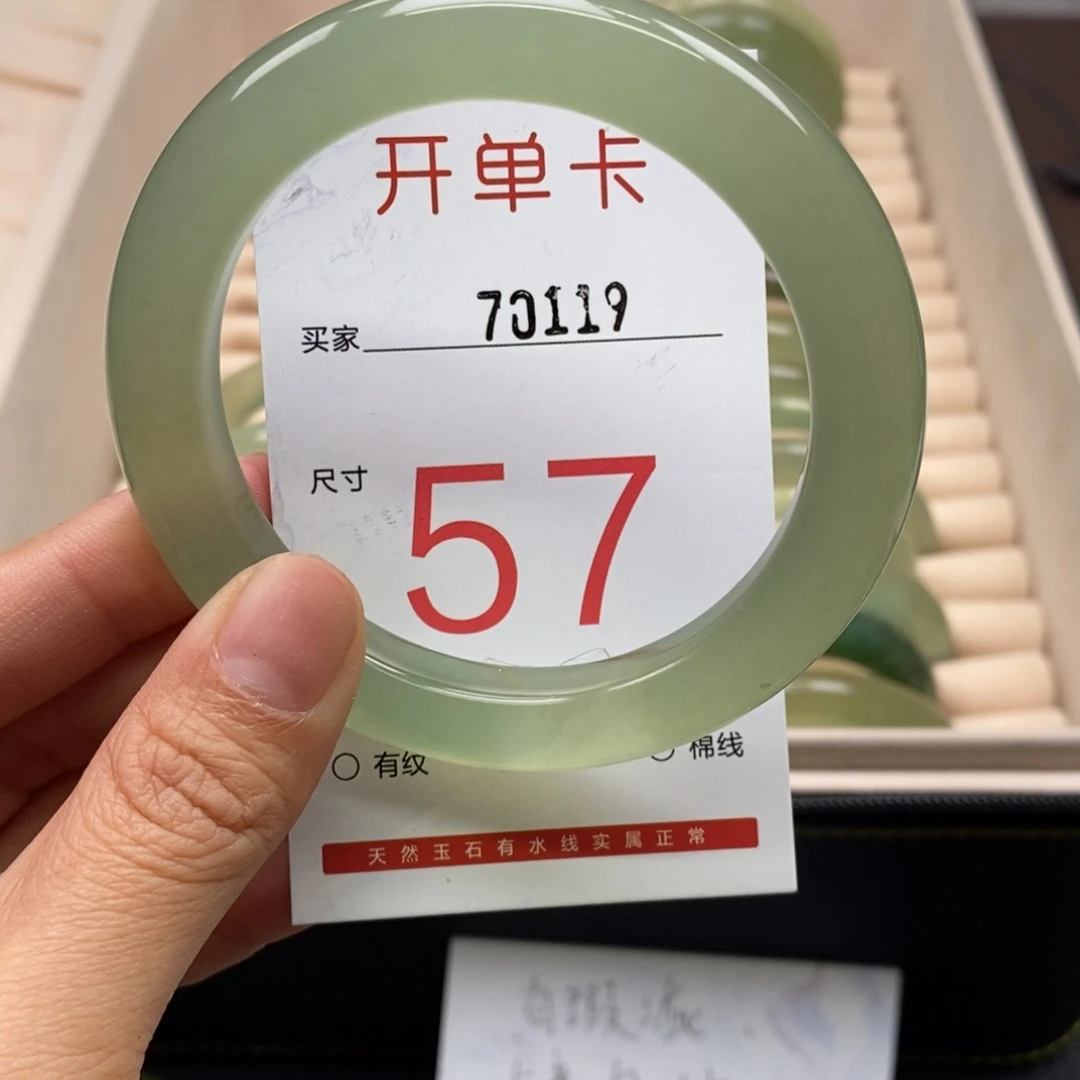 开单卡
买家 70119
尺寸 57
○ 有纹 ○ 棉线
天然玉石有水线实属正常